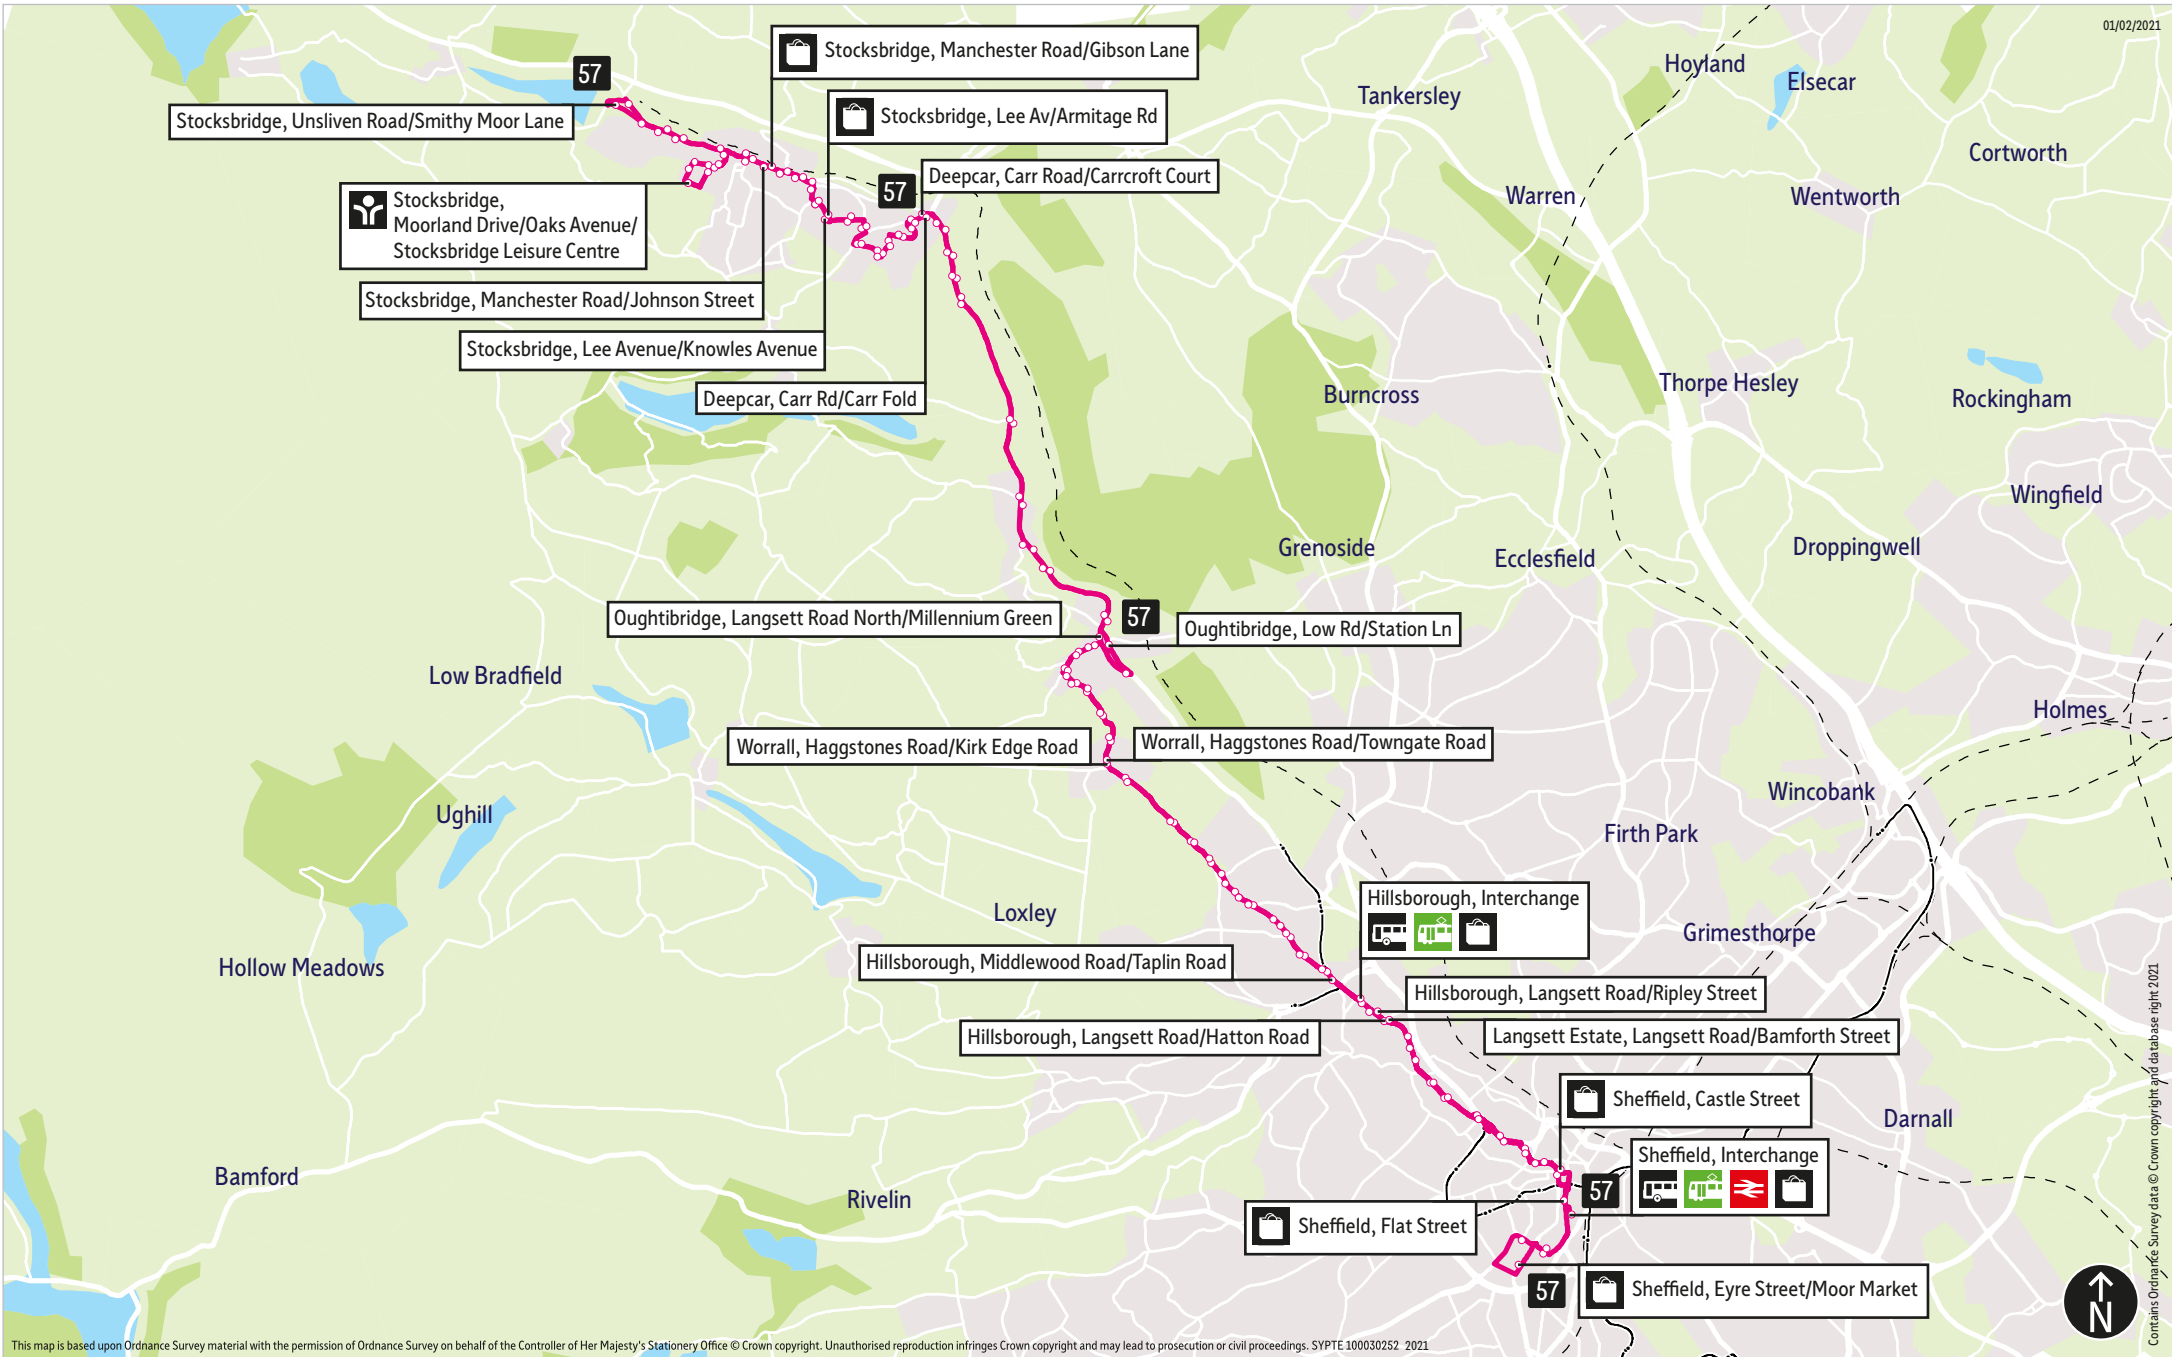 01/02/2021
Stocksbridge, Manchester Road/Gibson Lane
Hoyland
57
Elsecar
Tankersley
Stocksbridge, Unsliven Road/Smithy Moor Lane
Stocksbridge, Lee Av/Armitage Rd
Cortworth
Deepcar, Carr Road/Carrcroft Court
57
Warren
Wentworth
Stocksbridge,
Moorland Drive/Oaks Avenue/
Stocksbridge Leisure Centre
Stocksbridge, Manchester Road/Johnson Street
Stocksbridge, Lee Avenue/Knowles Avenue
Deepcar, Carr Rd/Carr Fold
Burncross
Thorpe Hesley
Rockingham
Wingfield
Grenoside
Ecclesfield
Droppingwell
Oughtibridge, Langsett Road North/Millennium Green
57
Oughtibridge, Low Rd/Station Ln
Low Bradfield
Holmes
Worrall, Haggstones Road/Kirk Edge Road
Worrall, Haggstones Road/Towngate Road
Wincobank
Ughill
Firth Park
Hillsborough, Interchange
Loxley
Grimesthorpe
Hollow Meadows
Hillsborough, Middlewood Road/Taplin Road
Hillsborough, Langsett Road/Ripley Street
Hillsborough, Langsett Road/Hatton Road
Langsett Estate, Langsett Road/Bamforth Street
Sheffield, Castle Street
Darnall
Sheffield, Interchange
Bamford
Rivelin
57
Sheffield, Flat Street
57
Sheffield, Eyre Street/Moor Market
N
Contains Ordnance Survey data © Crown copyright and database right 2021
This map is based upon Ordnance Survey material with the permission of Ordnance Survey on behalf of the Controller of Her Majesty's Stationery Office © Crown copyright. Unauthorised reproduction infringes Crown copyright and may lead to prosecution or civil proceedings. SYPTE 100030252 2021